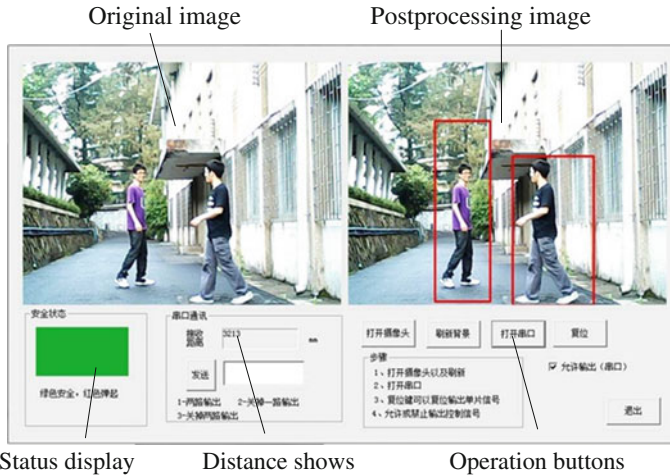 Original image
Postprocessing image
安全状态
绿色安全，红色弹起
串口通讯
接收
距离
3213
mm
发送
1-两路输出 2-关掉一路输出
3-关掉两路输出
打开摄像头
刷新背景
打开串口
复位
步骤
1、打开摄像头以及刷新
2、打开串口
3、复位键可以复位输出单片信号
4、允许或禁止输出控制信号
允许输出（串口）
退出
Status display
Distance shows
Operation buttons